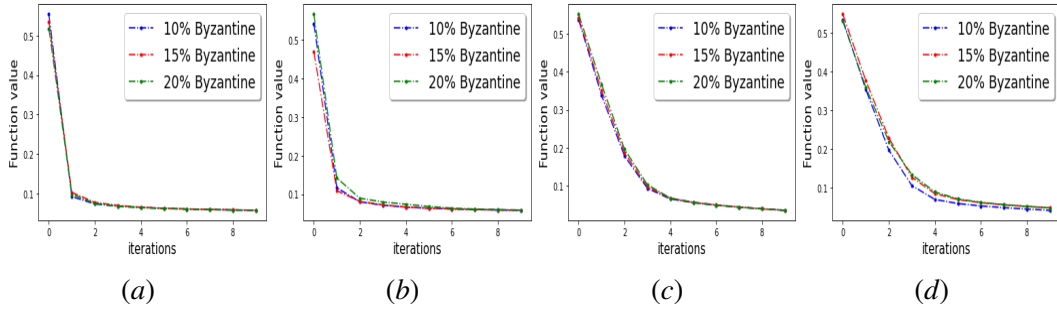 Function value
0.5
0.4
0.3
0.2
0.1
0 2 4 6 8
iterations
10% Byzantine
15% Byzantine
20% Byzantine
(a)
Function value
0.5
0.4
0.3
0.2
0.1
0 2 4 6 8
iterations
10% Byzantine
15% Byzantine
20% Byzantine
(b)
Function value
0.5
0.4
0.3
0.2
0.1
0 2 4 6 8
iterations
10% Byzantine
15% Byzantine
20% Byzantine
(c)
Function value
0.5
0.4
0.3
0.2
0.1
0.0
0 2 4 6 8
iterations
10% Byzantine
15% Byzantine
20% Byzantine
(d)